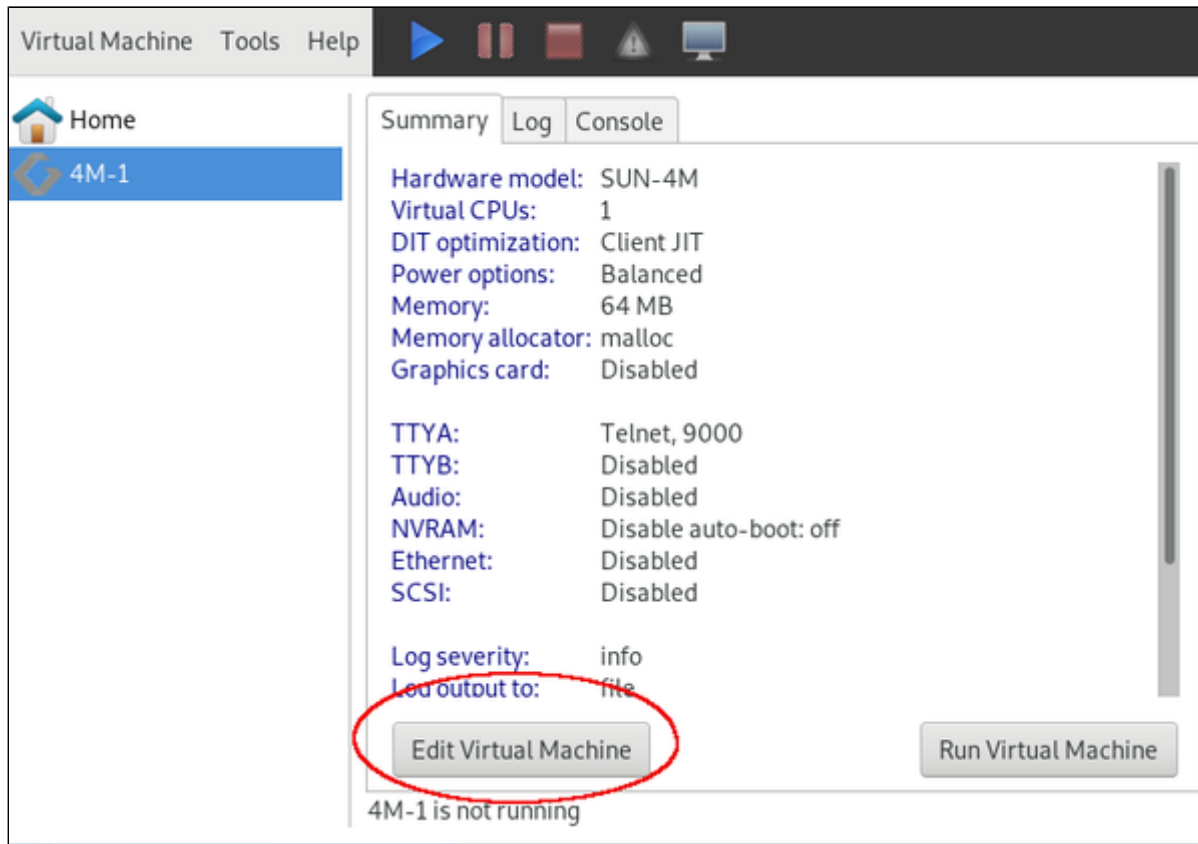 Virtual Machine Tools Help
Home
4M-1
Summary Log Console
Hardware model: SUN-4M
Virtual CPUs: 1
DIT optimization: Client JIT
Power options: Balanced
Memory: 64 MB
Memory allocator: malloc
Graphics card: Disabled
TTYA: Telnet, 9000
TTYB: Disabled
Audio: Disabled
NVRAM: Disable auto-boot: off
Ethernet: Disabled
SCSI: Disabled
Log severity: info
Log output to: file
Edit Virtual Machine Run Virtual Machine
4M-1 is not running